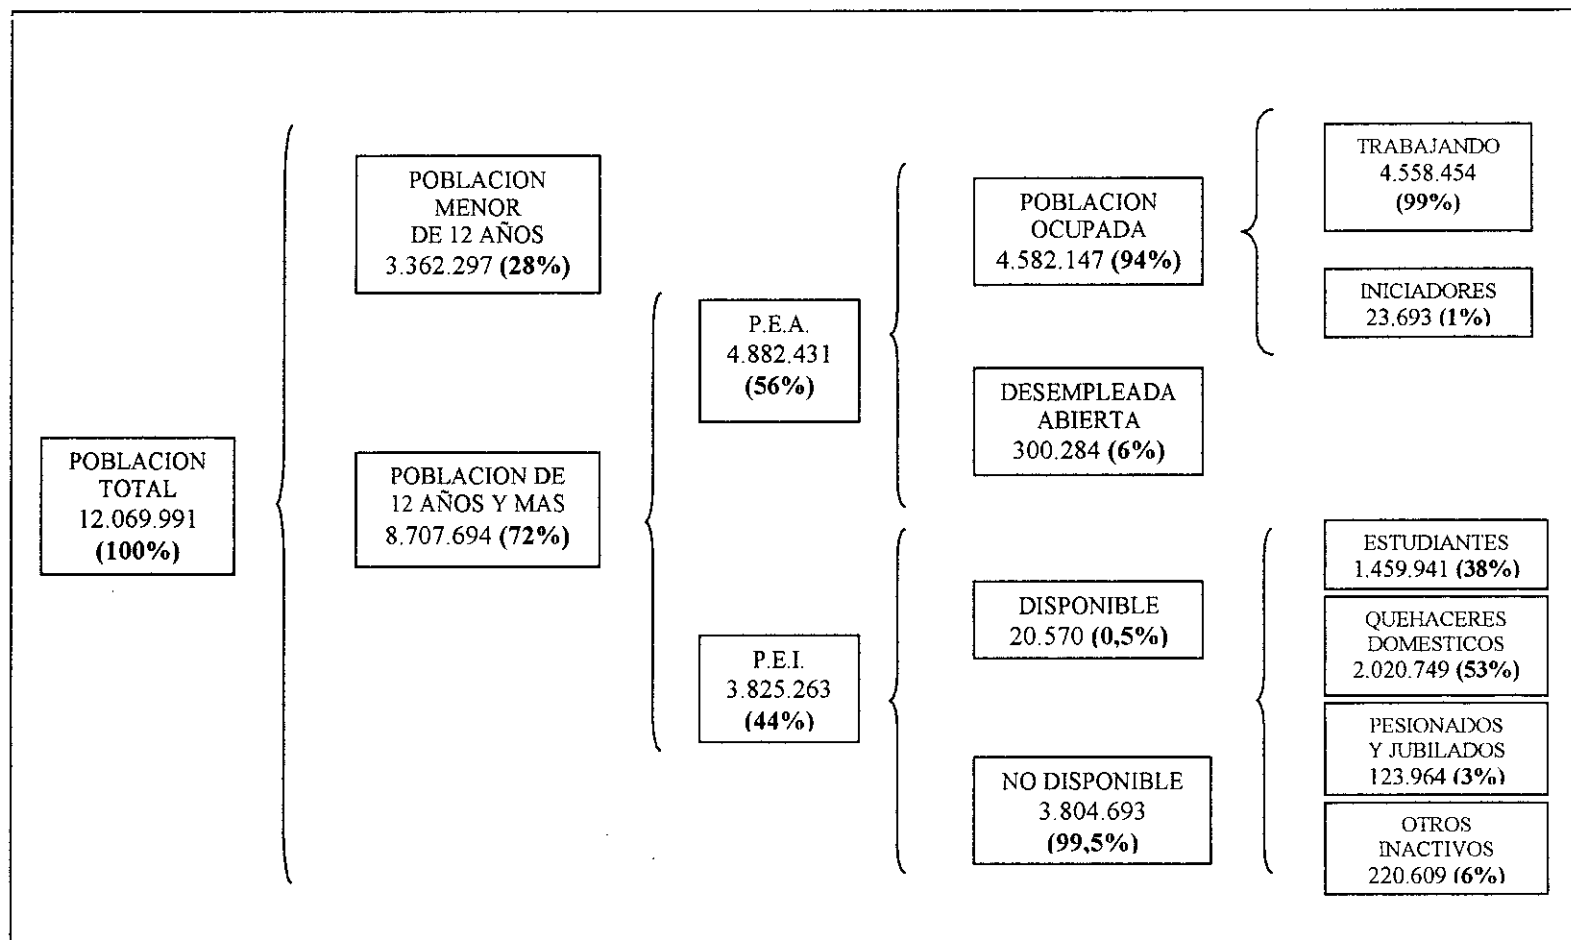 POBLACION
TOTAL
12.069.991
(100%)
POBLACION
MENOR
DE 12 AÑOS
3.362.297 (28%)
POBLACION DE
12 AÑOS Y MAS
8.707.694 (72%)
P.E.A.
4.882.431
(56%)
P.E.I.
3.825.263
(44%)
POBLACION
OCUPADA
4.582.147 (94%)
DESEMPLEADA
ABIERTA
300.284 (6%)
DISPONIBLE
20.570 (0,5%)
NO DISPONIBLE
3.804.693
(99,5%)
TRABAJANDO
4.558.454
(99%)
INICIADORES
23.693 (1%)
ESTUDIANTES
1.459.941 (38%)
QUEHACERES
DOMESTICOS
2.020.749 (53%)
PESIONADOS
Y JUBILADOS
123.964 (3%)
OTROS
INACTIVOS
220.609 (6%)